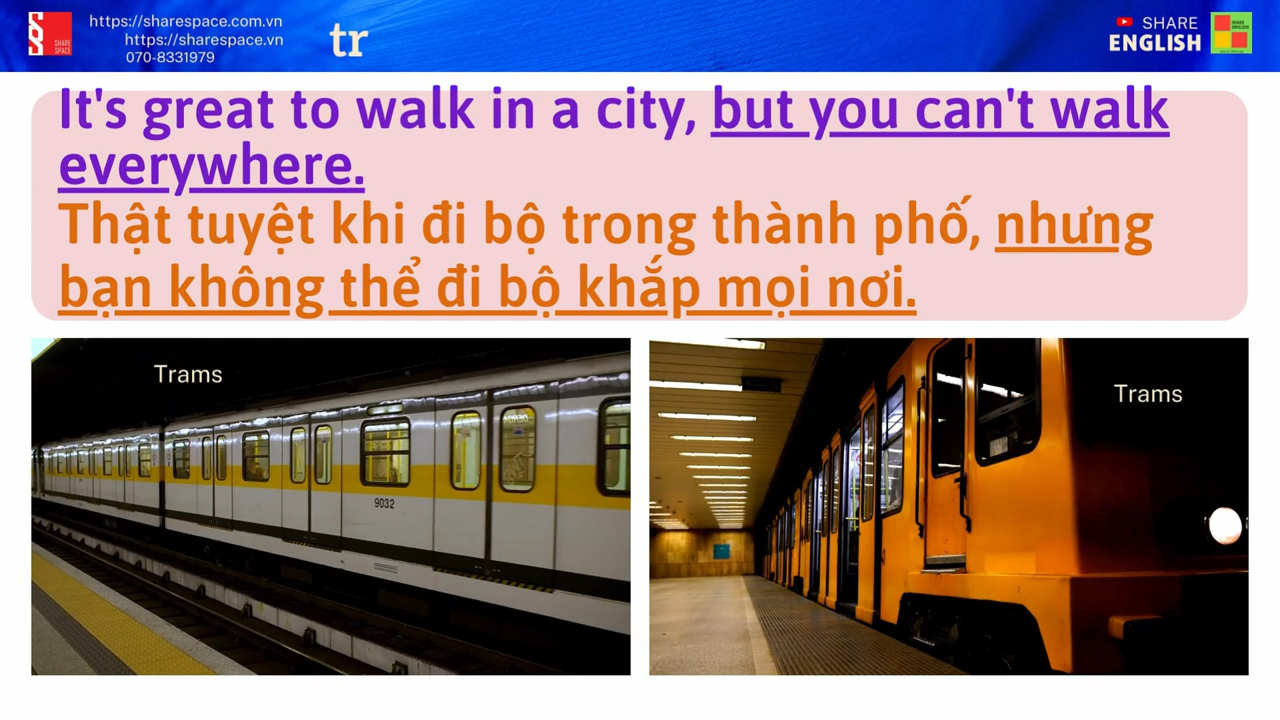 SHARE
SPACE
https://sharespace.com.vn
https://sharespace.vn
070-8331979
tr
SHARE
ENGLISH
It's great to walk in a city, but you can't walk
everywhere.
Thật tuyệt khi đi bộ trong thành phố, nhưng
bạn không thể đi bộ khắp mọi nơi.
Trams
9032
Trams